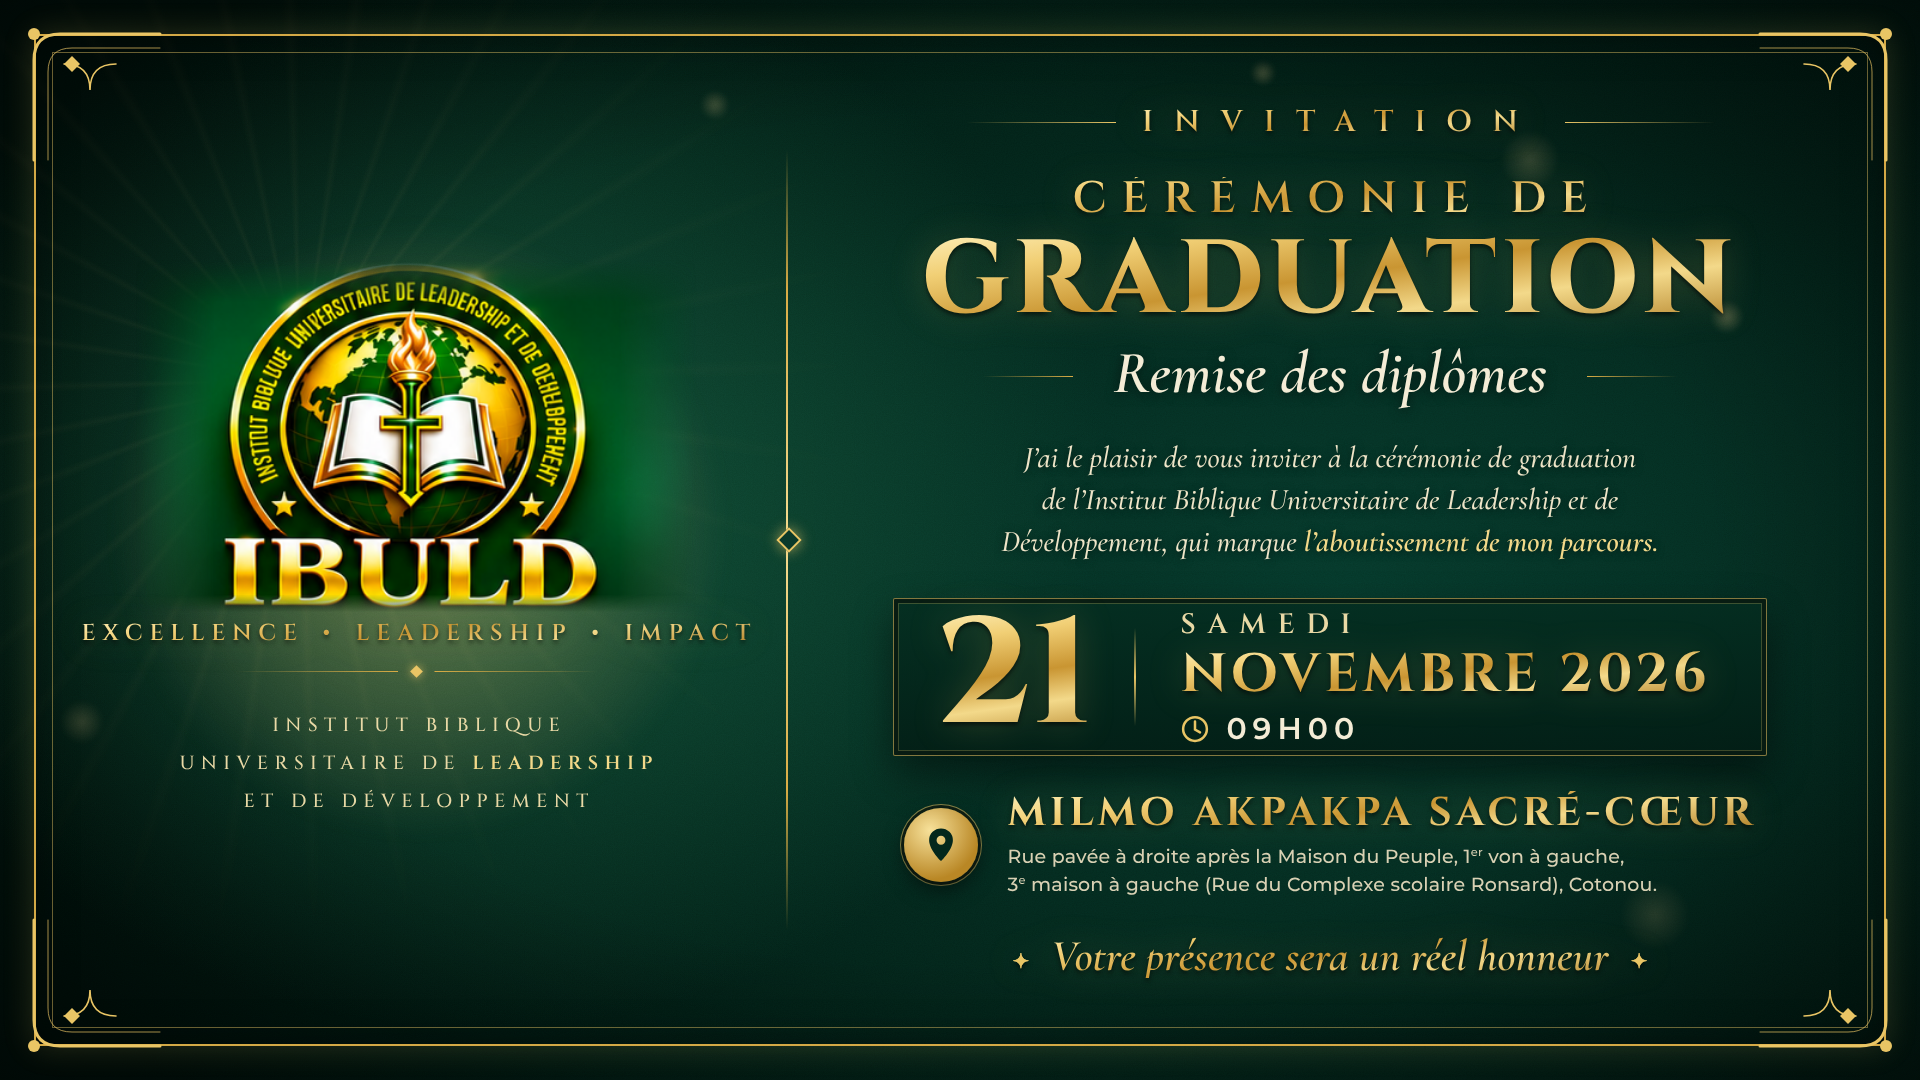 INSTITUT BIBLIQUE UNIVERSITAIRE DE LEADERSHIP ET DE
IBULD
EXCELLENCE • LEADERSHIP • IMPACT
INSTITUT BIBLIQUE
UNIVERSITAIRE DE LEADERSHIP
ET DE DÉVELOPPEMENT
INVITATION
CÉRÉMONIE DE
GRADUATION
Remise des diplômes
J’ai le plaisir de vous inviter à la cérémonie de graduation
de l’Institut Biblique Universitaire de Leadership et de
Développement, qui marque l’aboutissement de mon parcours.
21
SAMEDI
NOVEMBRE 2026
09H00
MILMO AKPAKPA SACRÉ-CŒUR
Rue pavée à droite après la Maison du Peuple, 1er von à gauche,
3e maison à gauche (Rue du Complexe scolaire Ronsard), Cotonou.
Votre présence sera un réel honneur